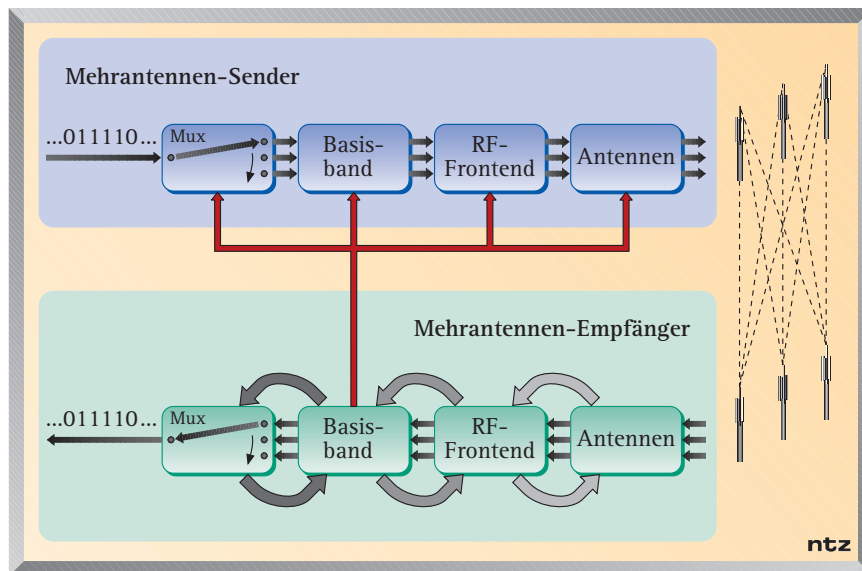 Mehrantennen-Sender
...011110...
Mux
Basis-
band
RF-
Frontend
Antennen
Mehrantennen-Empfänger
...011110...
Mux
Basis-
band
RF-
Frontend
Antennen
ntz